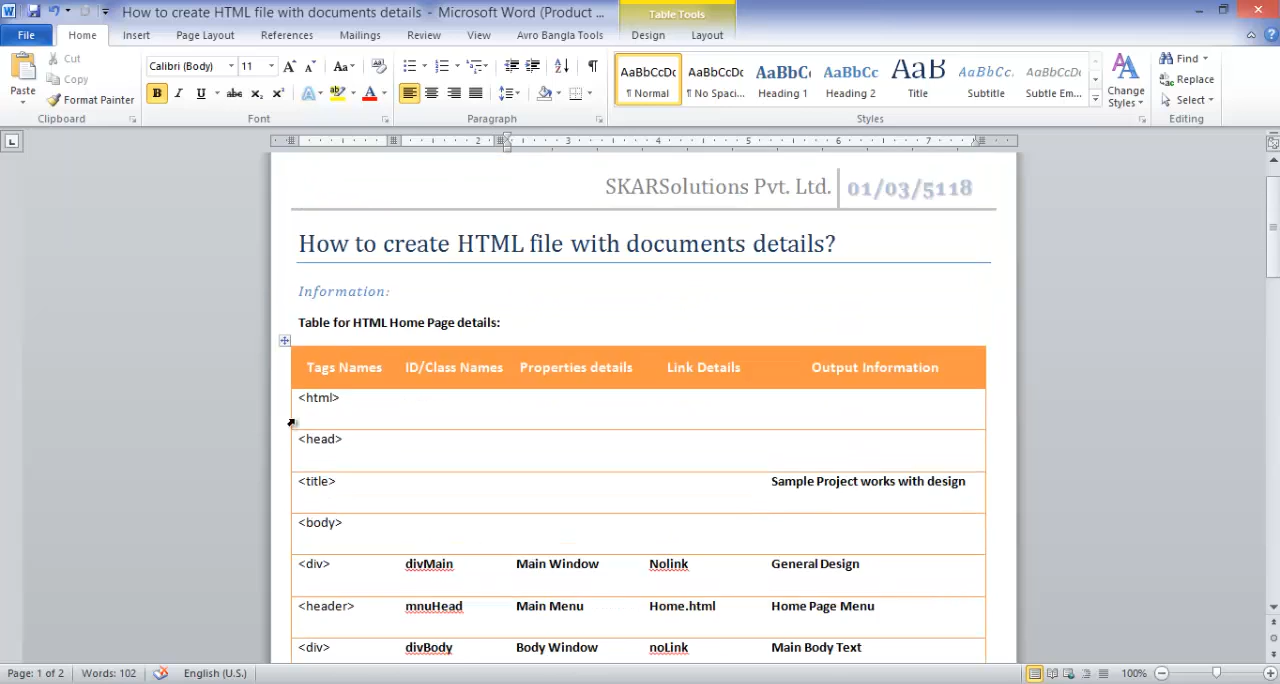 How to create HTML file with documents details - Microsoft Word (Product ...
Table Tools
File Home Insert Page Layout References Mailings Review View Avro Bangla Tools Design Layout
Paste
Cut
Copy
Format Painter
Clipboard
Calibri (Body) 11
Font
Paragraph
AaBbCcDc AaBbCcDc AaBbC AaBbCc AaB AaBbCc. AaBbCcDc
¶ Normal ¶ No Spaci... Heading 1 Heading 2 Title Subtitle Subtle Em...
Change
Styles
Styles
Find
Replace
Select
Editing
2 3 4 5 6 7
SKARSolutions Pvt. Ltd. 01/03/5118
How to create HTML file with documents details?
Information:
Table for HTML Home Page details:
Tags Names ID/Class Names Properties details Link Details Output Information
<html>
<head>
<title> Sample Project works with design
<body>
<div> divMain Main Window Nolink General Design
<header> mnuHead Main Menu Home.html Home Page Menu
<div> divBody Body Window noLink Main Body Text
Page: 1 of 2 Words: 102 English (U.S.) 100%